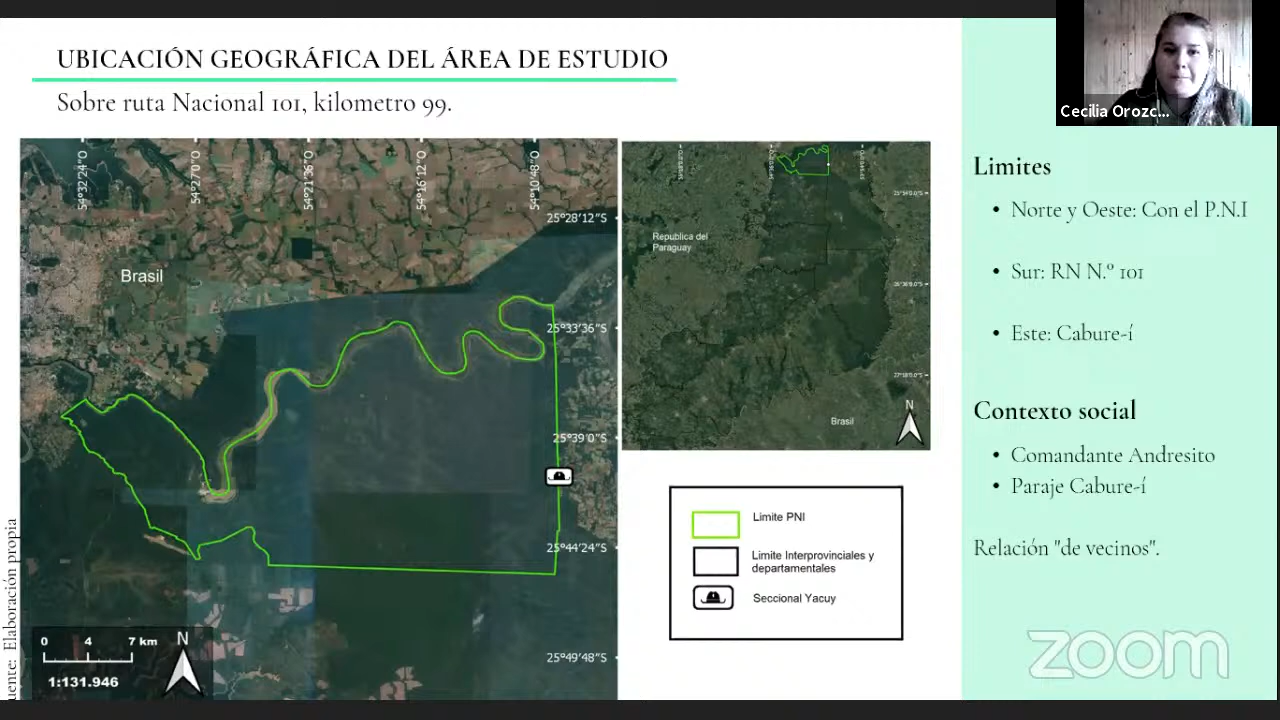 UBICACIÓN GEOGRÁFICA DEL ÁREA DE ESTUDIO
Sobre ruta Nacional 101, kilometro 99.
54°32'24"O
54°27'0"O
54°21'36"O
54°16'12"O
54°10'48"O
25°28'12"S
Brasil
25°33'36"S
25°39'0"S
25°44'24"S
25°49'48"S
0 4 7 km
N
1:131.946
uente: Elaboración propia
Republica del
Paraguay
Brasil
N
Limite PNI
Limite Interprovinciales y
departamentales
Seccional Yacuy
Cecilia Orozc...
Limites
• Norte y Oeste: Con el P.N.I
• Sur: RN N.º 101
• Este: Cabure-í
Contexto social
• Comandante Andresito
• Paraje Cabure-í
Relación "de vecinos".
zoom